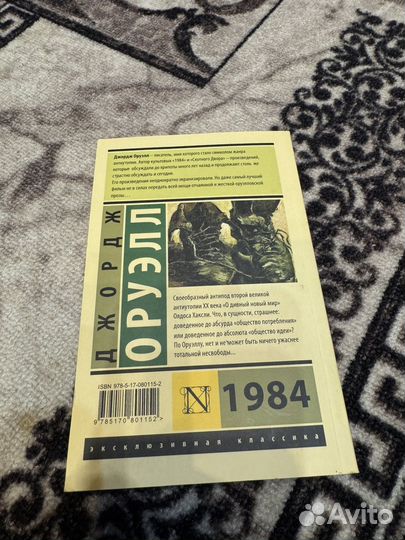 Джордж Оруэлл – писатель, имя которого стало символом жанра
антиутопии. Автор культовых «1984» и «Скотного Двора» – произведений,
которые обсуждали до хрипоты много лет назад и продолжают столь же
страстно обсуждать и сегодня.
Его произведения неоднократно экранизировали. Но даже самый лучший
фильм не в силах передать всей мощи отчаянной и жесткой оруэлловской
прозы...
ДЖОРДЖ
ОРУЭЛЛ
Своеобразный антипод второй великой
антиутопии XX века «О дивный новый мир»
Олдоса Хаксли. Что, в сущности, страшнее:
доведенное до абсурда «общество потребления»
или доведенное до абсолюта «общество идеи»?
По Оруэллу, нет и не может быть ничего ужаснее
тотальной несвободы...
ISBN 978-5-17-080115-2
9 785170 801152 >
N
1984
эксклюзивная классика
Avito